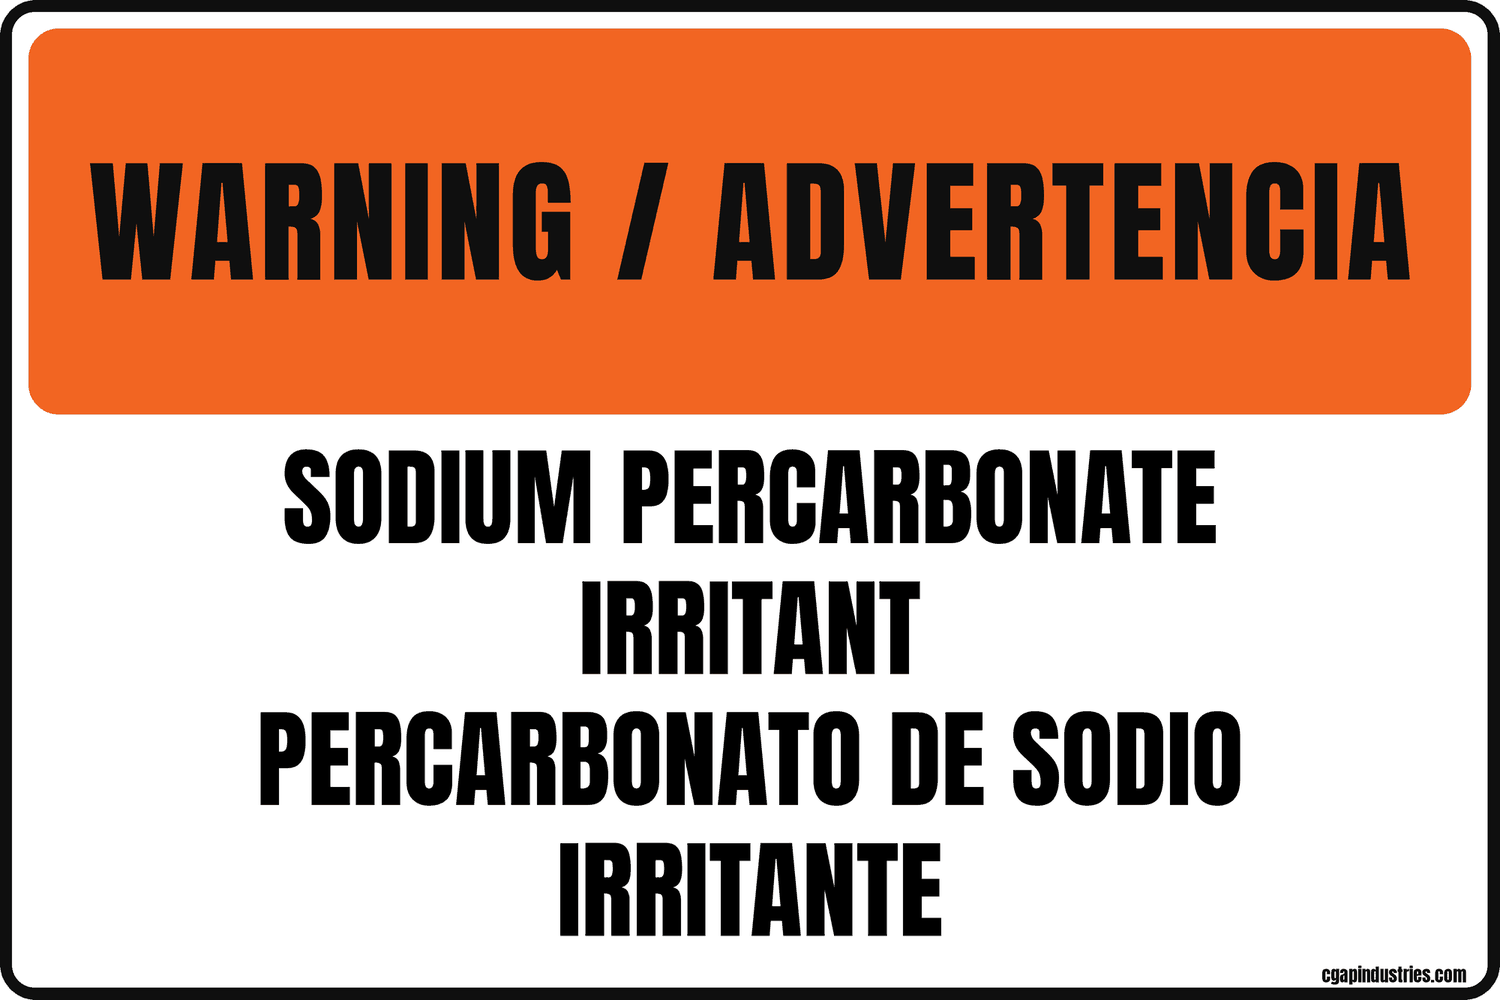 WARNING / ADVERTENCIA
SODIUM PERCARBONATE
IRRITANT
PERCARBONATO DE SODIO
IRRITANTE
cgapindustries.com